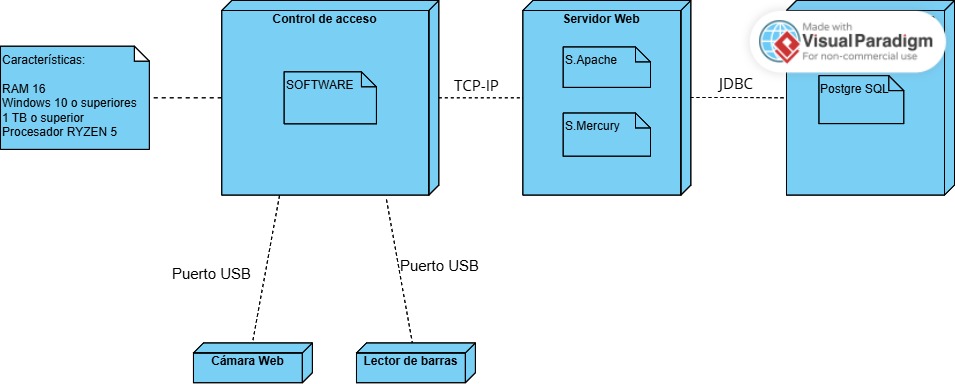 Control de acceso
Servidor Web
Made with
Visual Paradigm
For non-commercial use
Características:
RAM 16
Windows 10 o superiores
1 TB o superior
Procesador RYZEN 5
SOFTWARE
TCP-IP
S.Apache
S.Mercury
JDBC
Postgre SQL
Puerto USB
Puerto USB
Cámara Web
Lector de barras